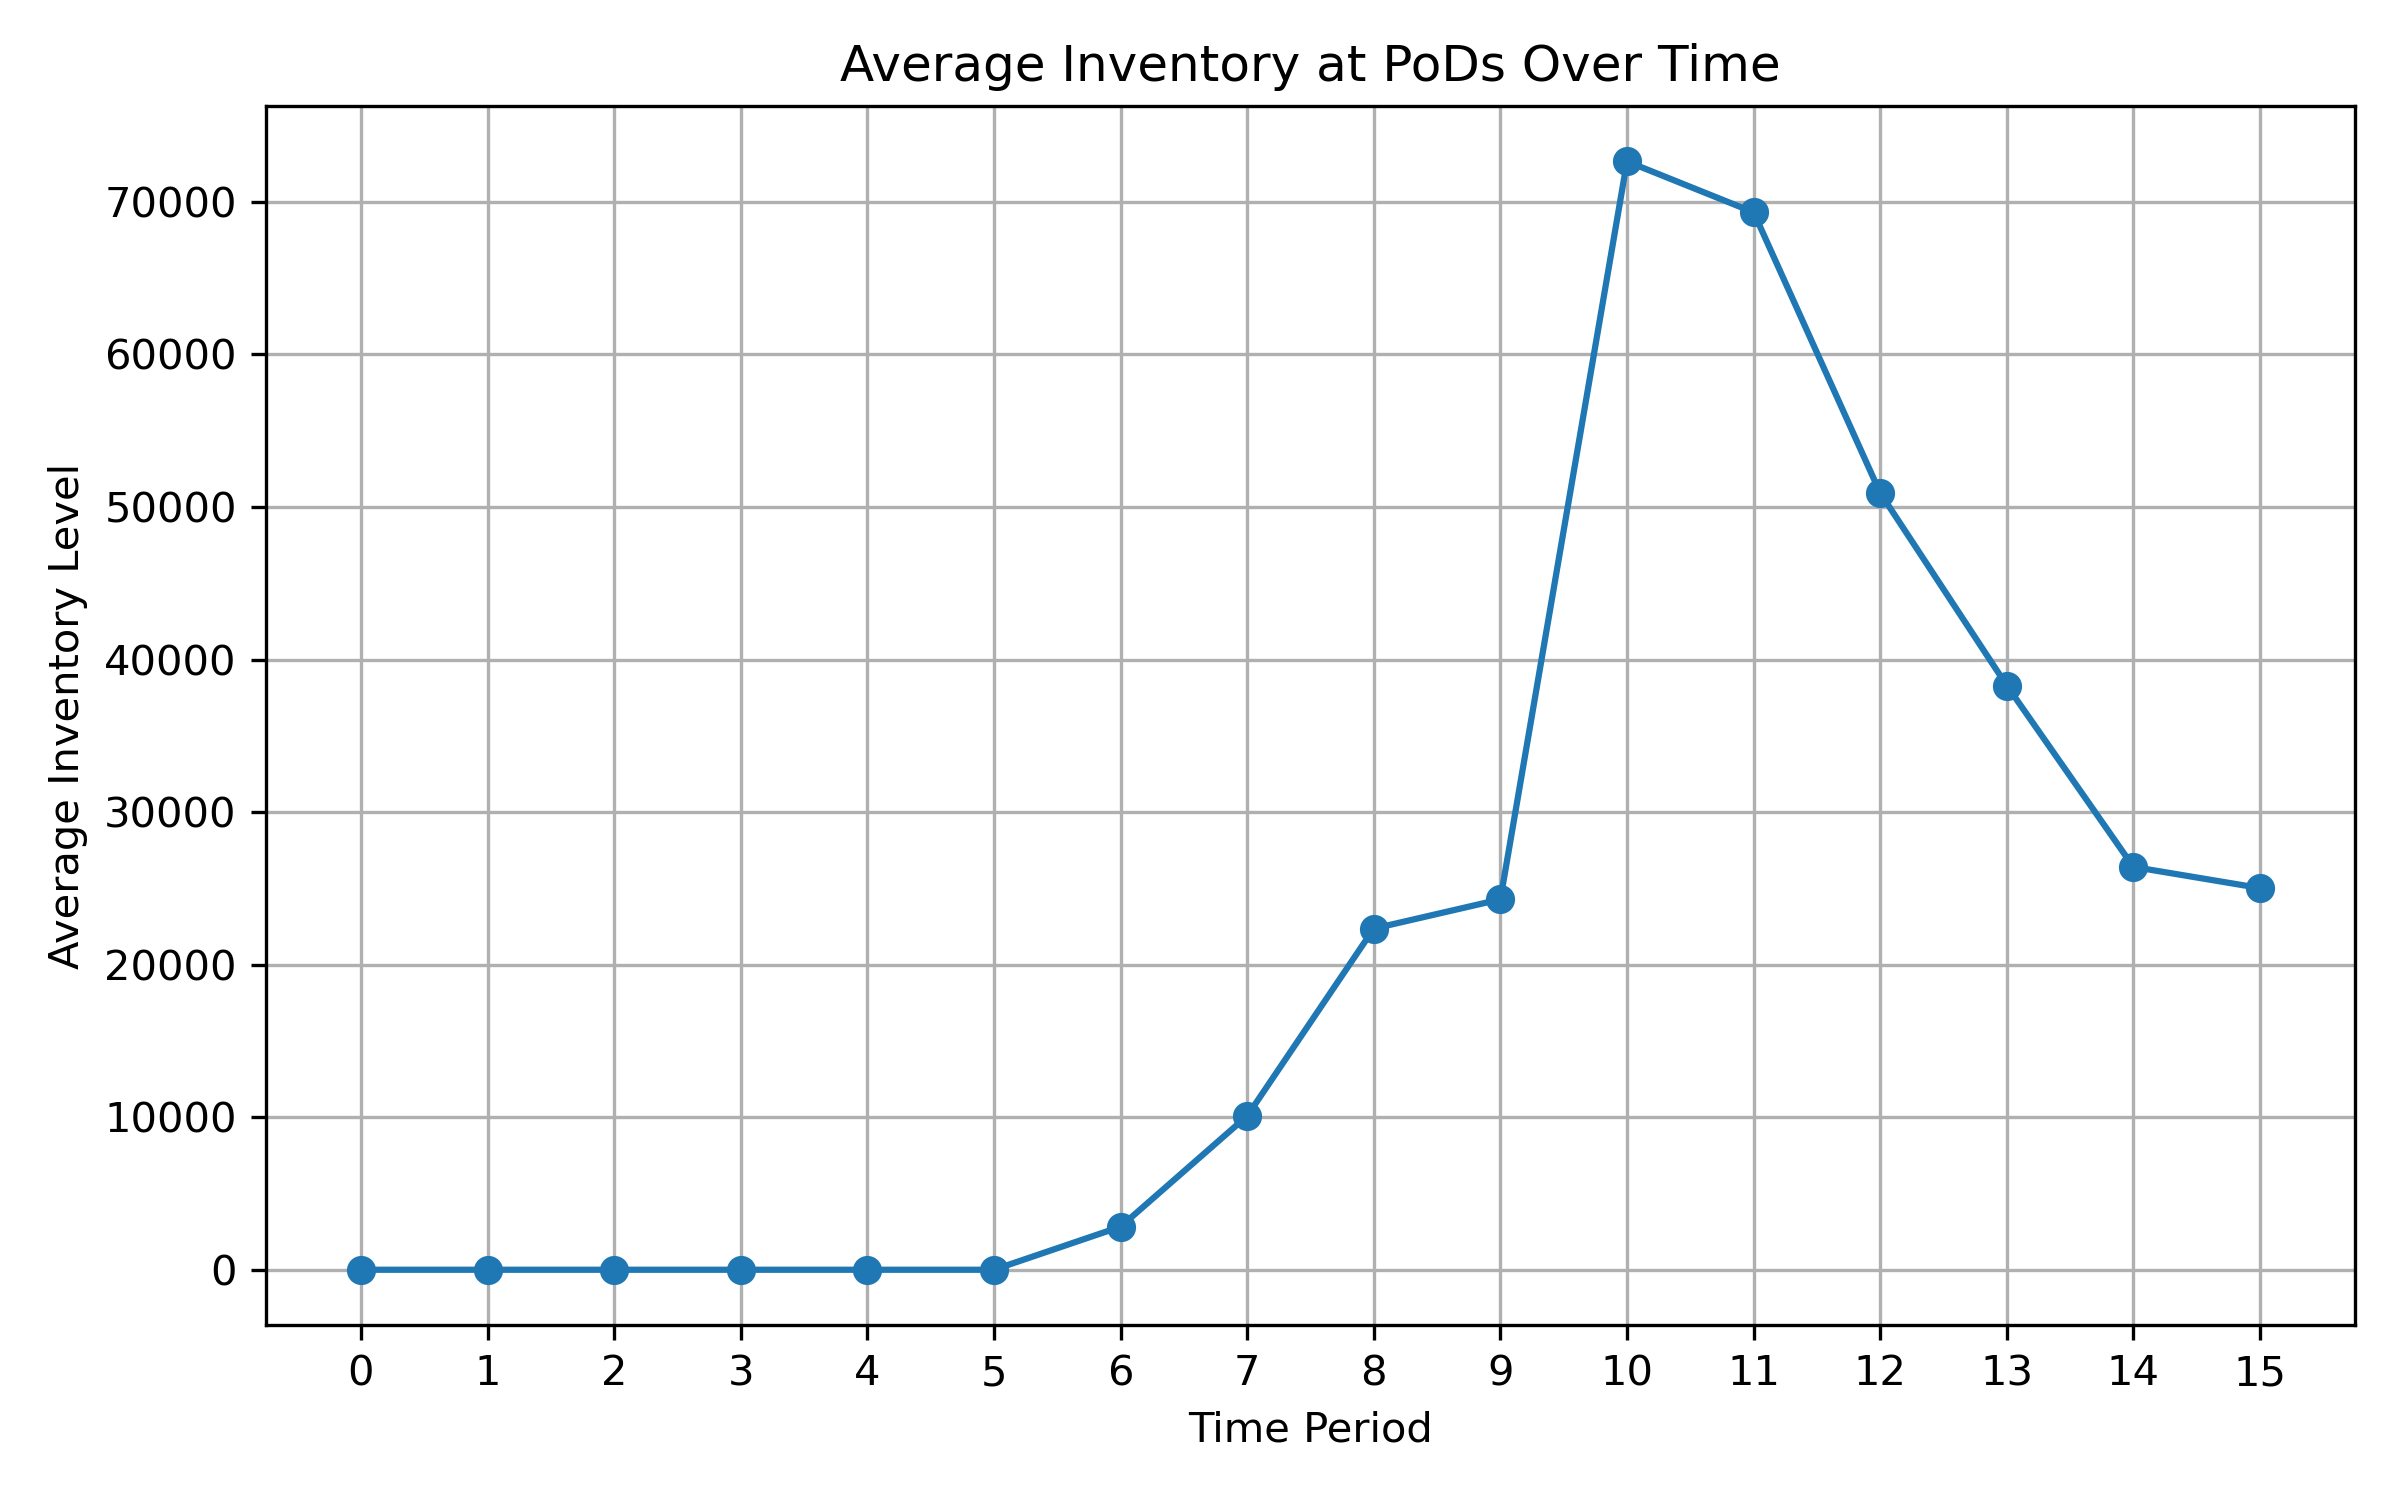 Average Inventory at PoDs Over Time
Average Inventory Level
70000
60000
50000
40000
30000
20000
10000
0
0 1 2 3 4 5 6 7 8 9 10 11 12 13 14 15
Time Period